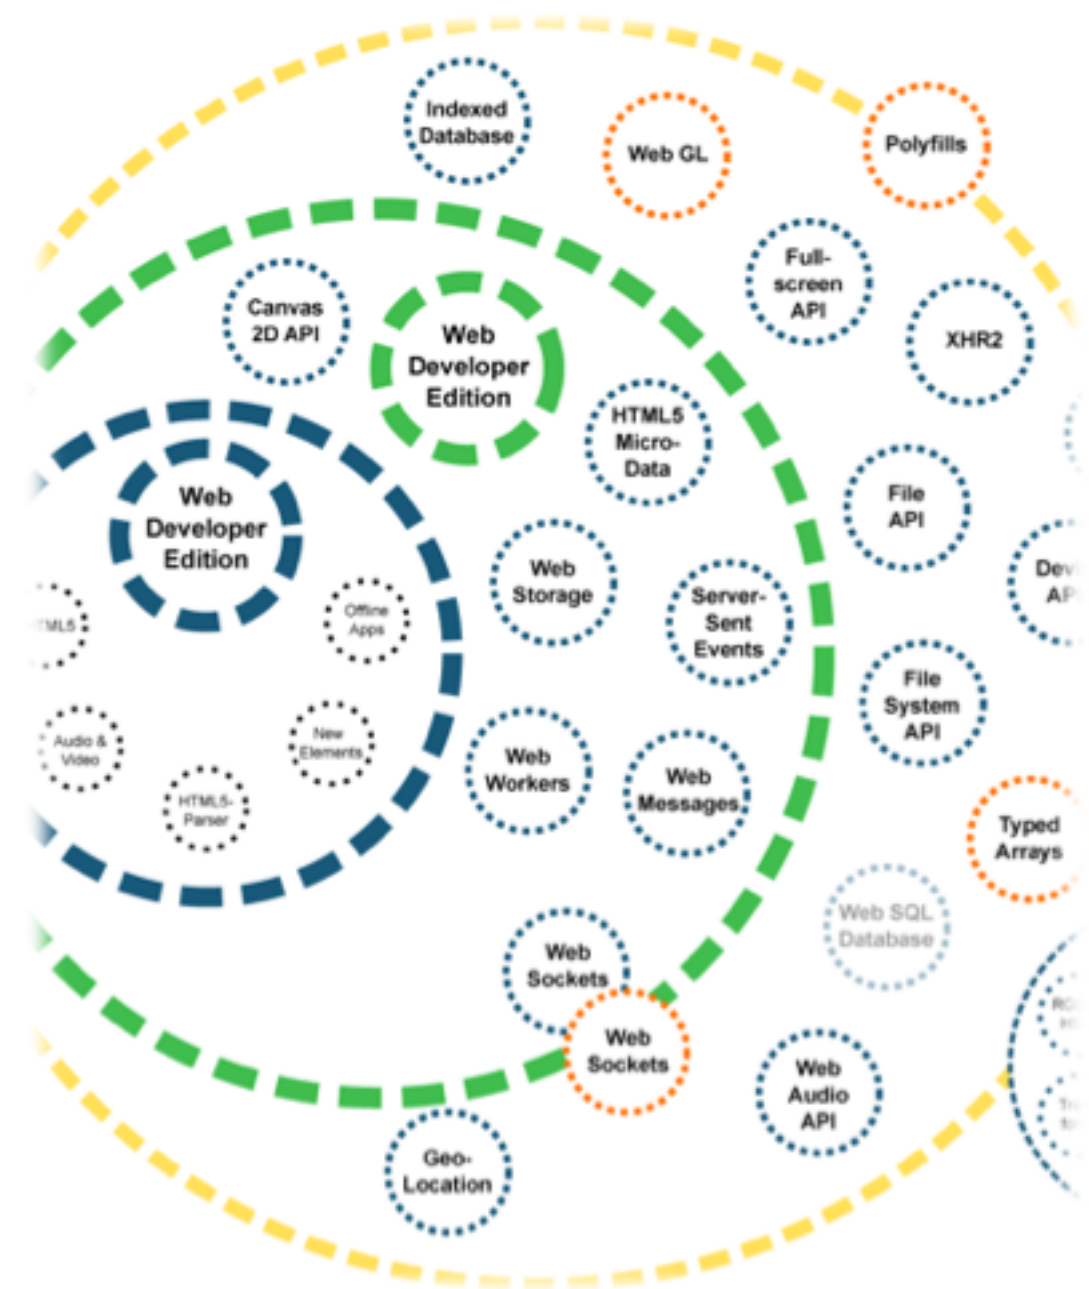 Indexed
Database
Web GL
Polyfills
Full-
screen
API
XHR2
Canvas
2D API
Web
Developer
Edition
HTML5
Micro-
Data
File
API
Web
Developer
Edition
Web
Storage
Server-
Sent
Events
Offline
Apps
File
System
API
Audio &
Video
New
Elements
HTML5-
Parser
Web
Workers
Web
Messages
Typed
Arrays
Web SQL
Database
Web
Sockets
Web
Sockets
Web
Audio
API
Geo-
Location